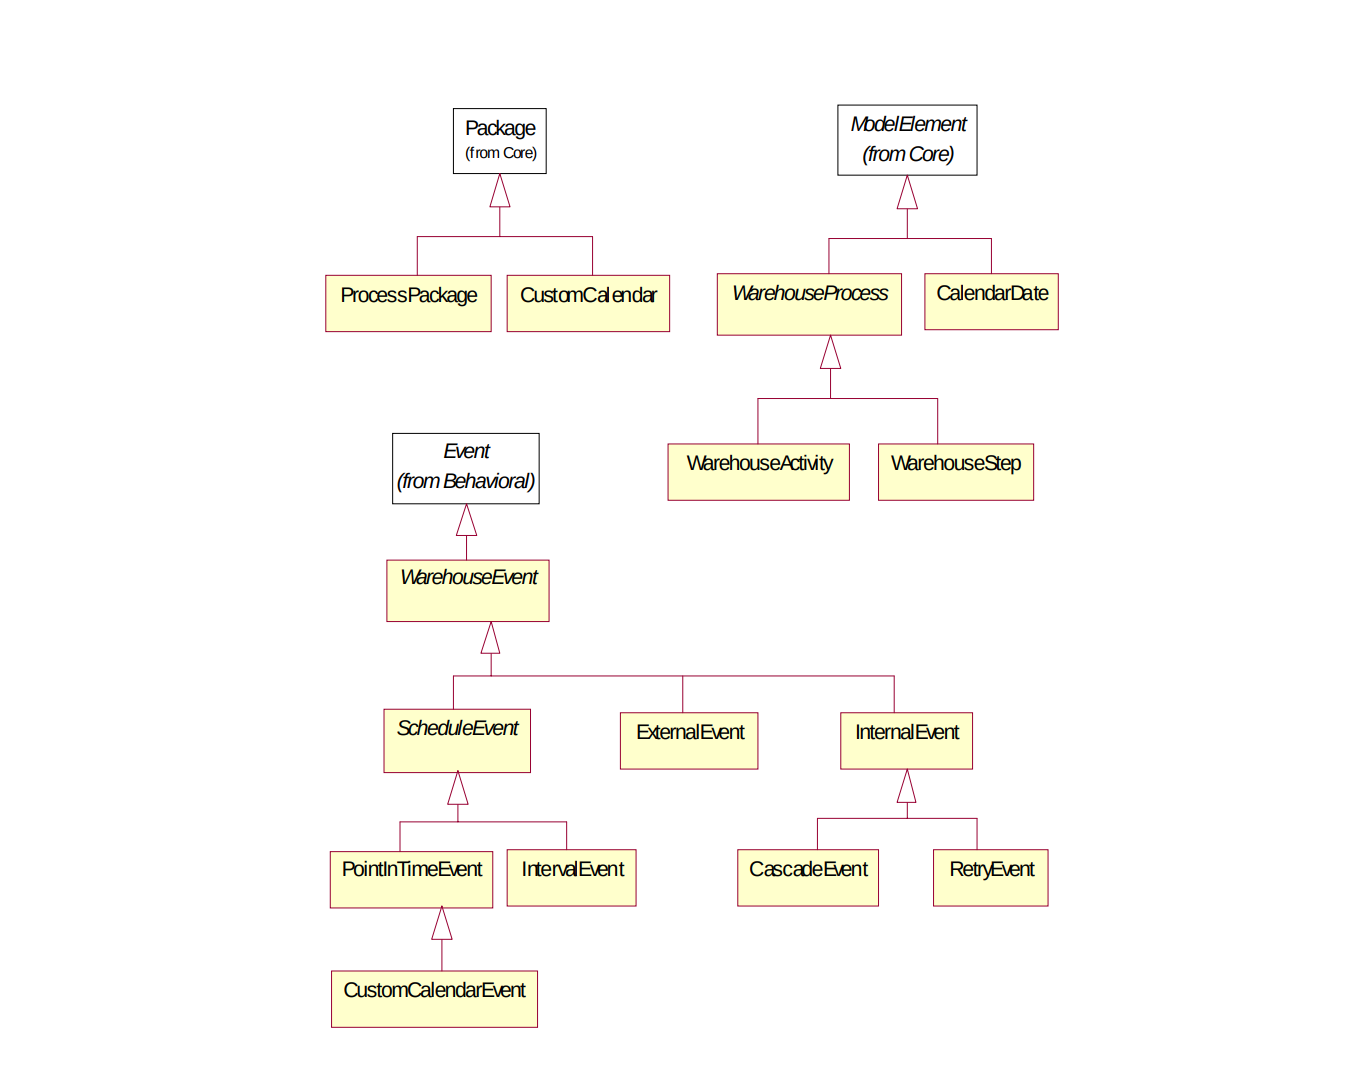 Package
(from Core)
ModelElement
(from Core)
ProcessPackage
CustomCalendar
WarehouseProcess
CalendarDate
Event
(from Behavioral)
WarehouseActivity
WarehouseStep
WarehouseEvent
ScheduleEvent
ExternalEvent
InternalEvent
PointInTimeEvent
IntervalEvent
CascadeEvent
RetryEvent
CustomCalendarEvent